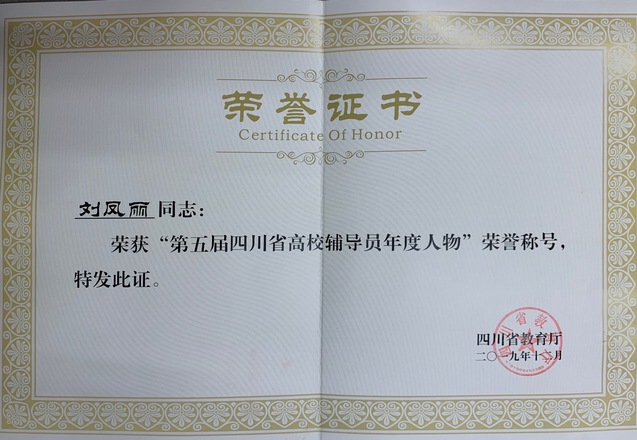 荣誉证书
Certificate Of Honor
刘凤丽同志：
荣获“第五届四川省高校辅导员年度人物”荣誉称号，
特发此证。
四川省教育厅
二〇一九年十二月